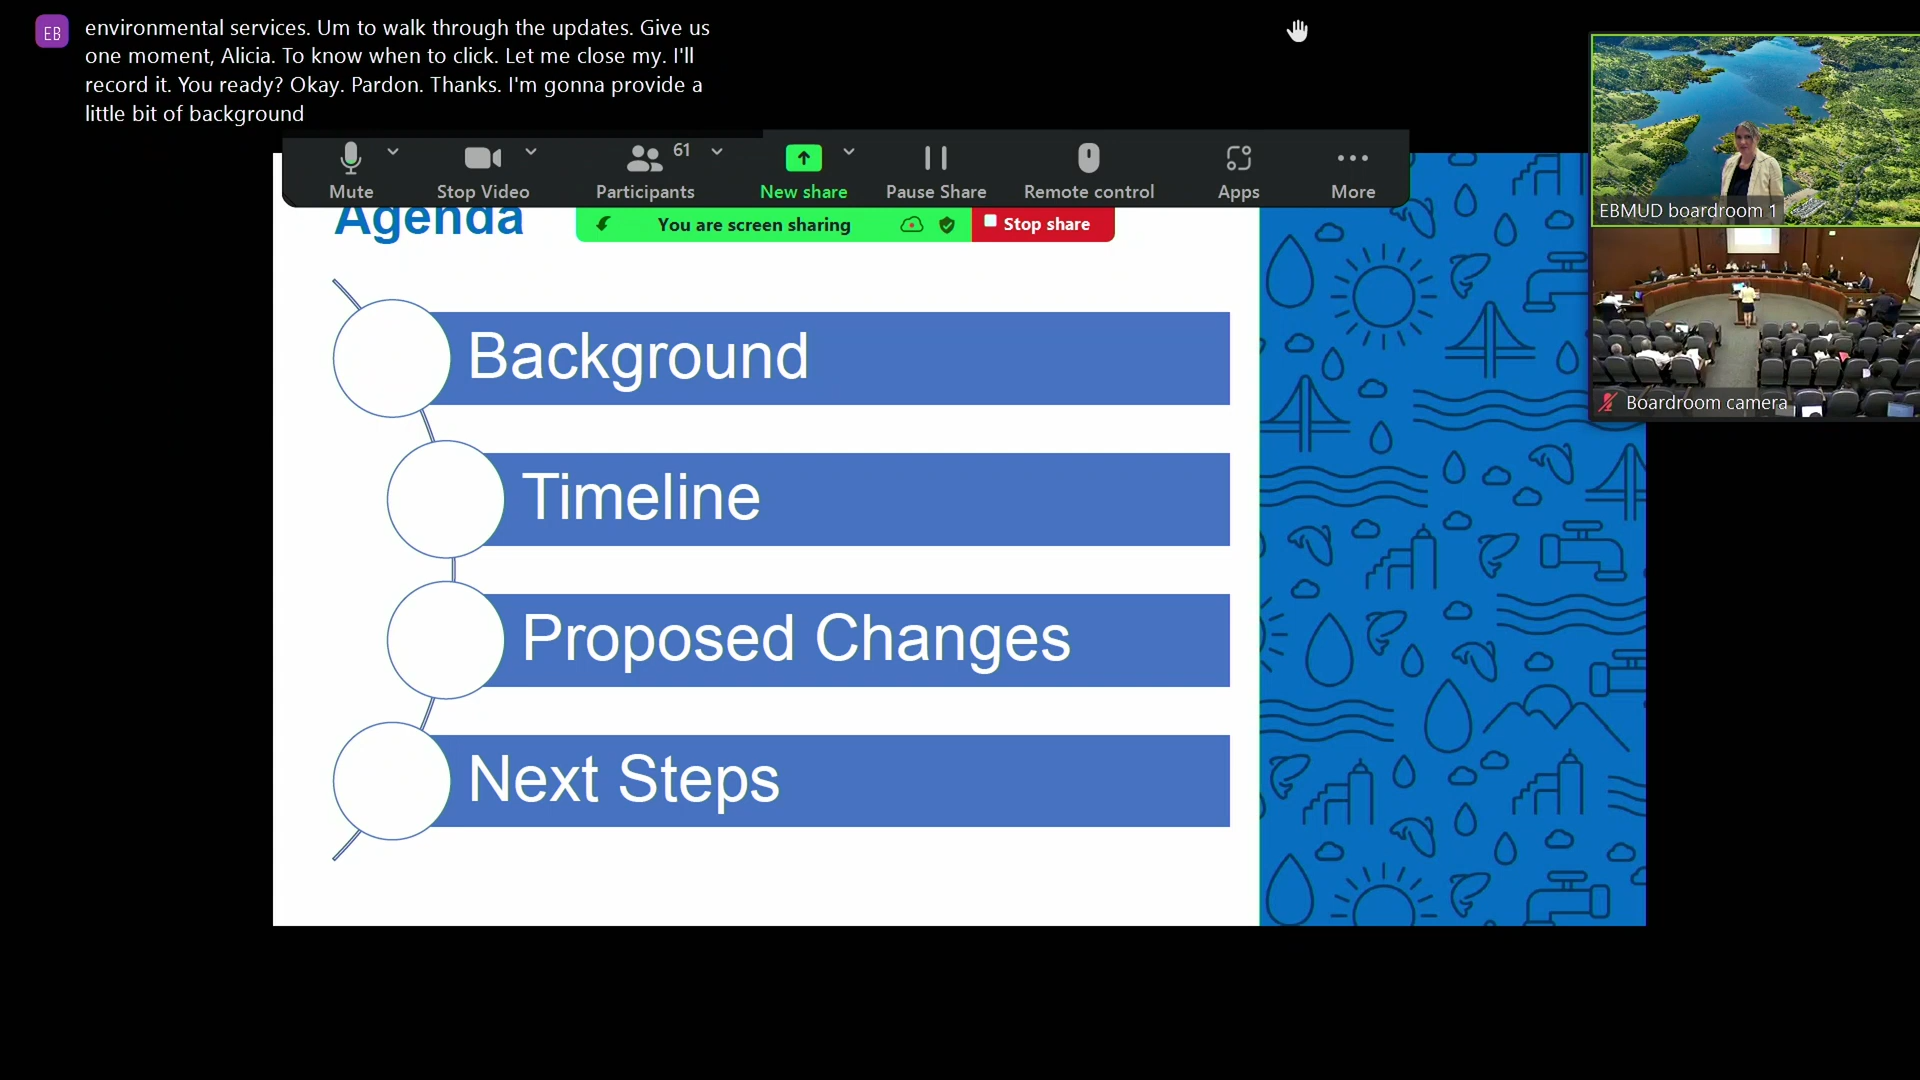 EB
environmental services. Um to walk through the updates. Give us
one moment, Alicia. To know when to click. Let me close my. I'll
record it. You ready? Okay. Pardon. Thanks. I'm gonna provide a
little bit of background
61
Mute
Stop Video
Participants
New share
Pause Share
Remote control
Apps
More
You are screen sharing
Stop share
Agenda
Background
Timeline
Proposed Changes
Next Steps
EBMUD boardroom 1
Boardroom camera